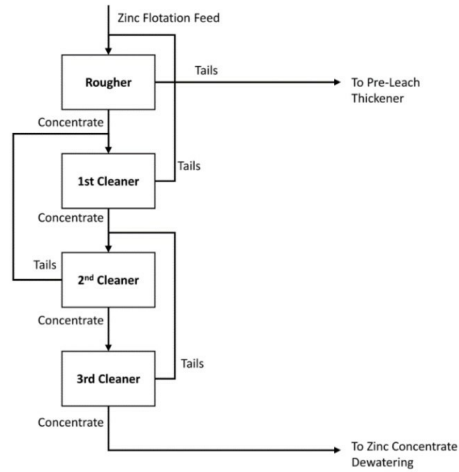 Zinc Flotation Feed
Tails
Rougher
To Pre-Leach
Thickener
Concentrate
Tails
1st Cleaner
Concentrate
Tails
2nd Cleaner
Concentrate
Tails
3rd Cleaner
Concentrate
To Zinc Concentrate
Dewatering